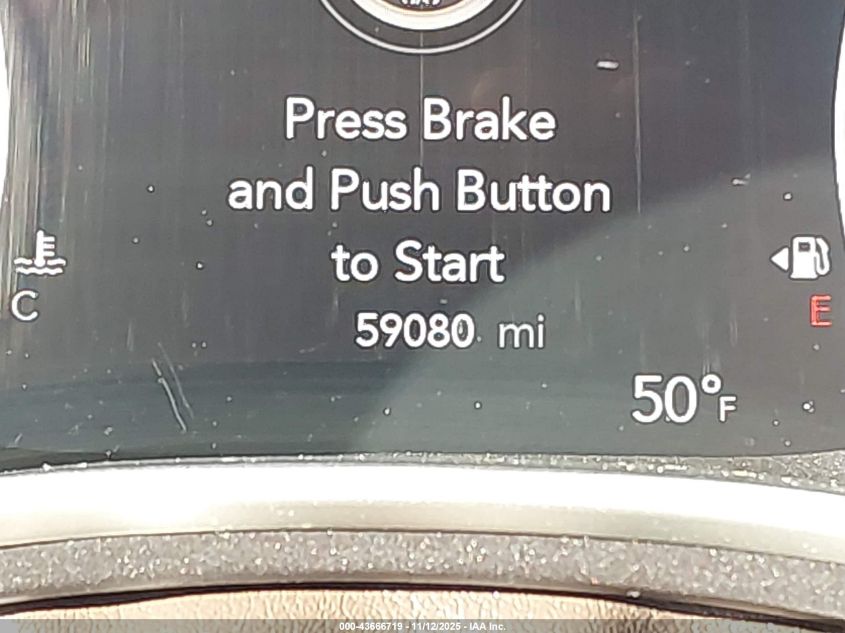 Press Brake
and Push Button
to Start
59080 mi
C
E
50°F
000-43666719 - 11/12/2025 - IAA Inc.